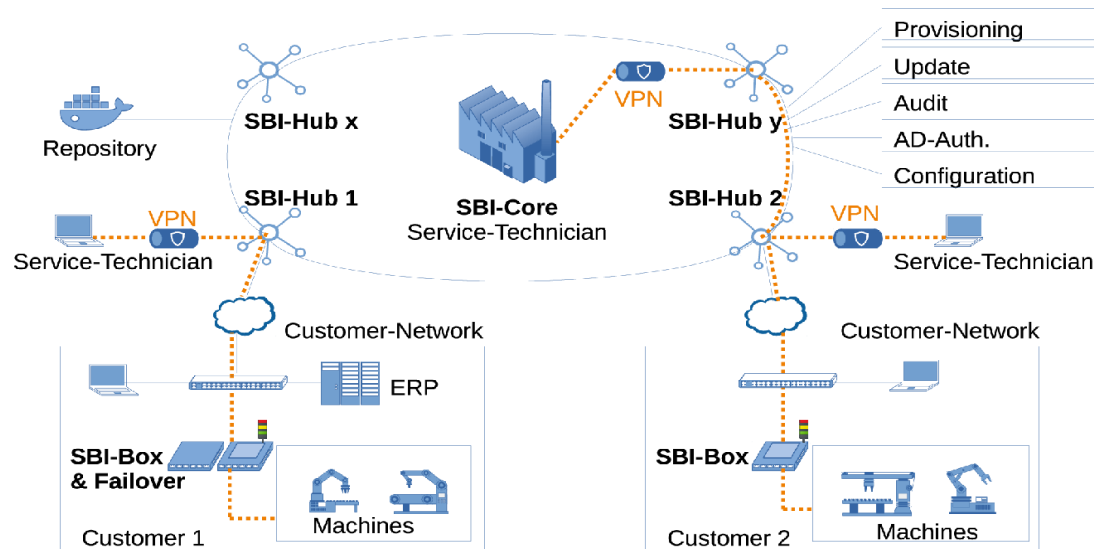 Provisioning
Update
Audit
AD-Auth.
Configuration
VPN
SBI-Hub x
SBI-Hub y
Repository
SBI-Hub 1
SBI-Core
Service-Technician
SBI-Hub 2
VPN
Service-Technician
VPN
Service-Technician
Customer-Network
ERP
SBI-Box
& Failover
Machines
Customer 1
Customer-Network
SBI-Box
Machines
Customer 2